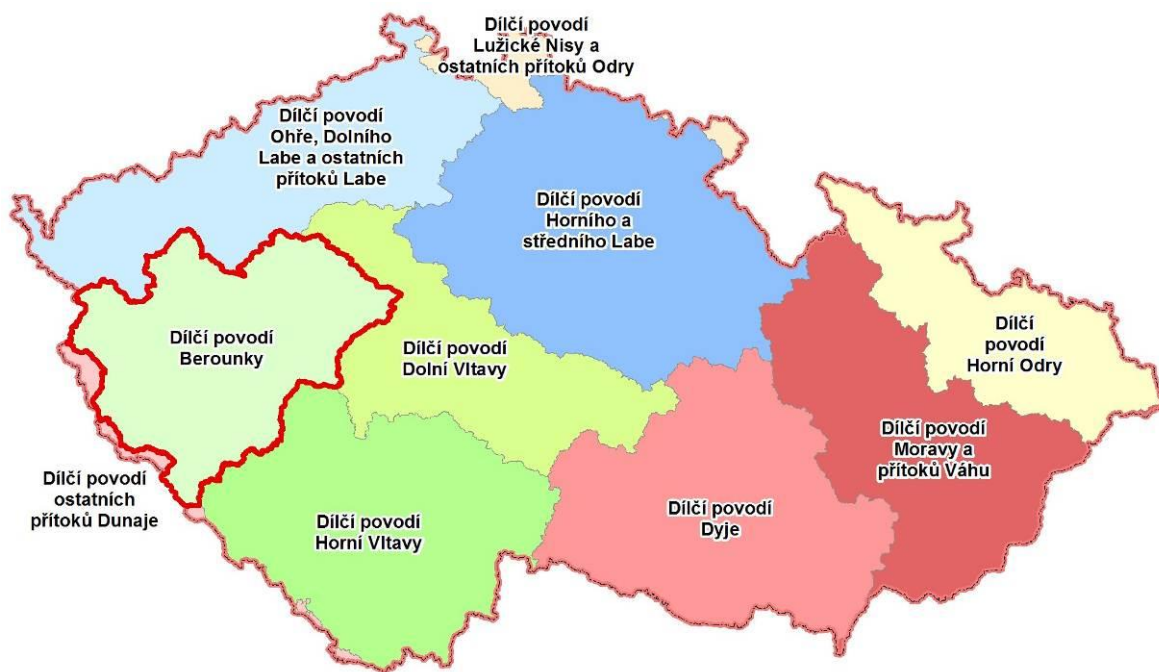 Dílčí povodí
Lužické Nisy a
ostatních přítoků Odry
Dílčí povodí
Ohře, Dolního
Labe a ostatních
přítoků Labe
Dílčí povodí
Horního a
středního Labe
Dílčí povodí
Berounky
Dílčí povodí
Dolní Vltavy
Dílčí
povodí
Horní Odry
Dílčí povodí
Moravy a
přítoků Váhu
Dílčí povodí
ostatních
přítoků Dunaje
Dílčí povodí
Horní Vltavy
Dílčí povodí
Dyje